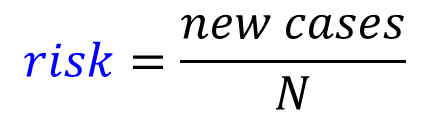 risk = new cases / N